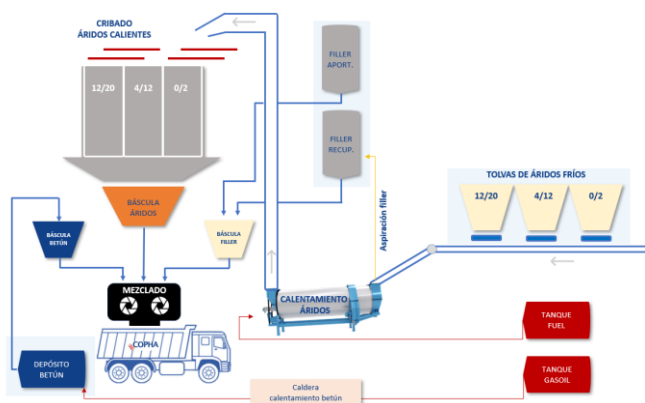 CRIBADO
ÁRIDOS CALIENTES
12/20
4/12
0/2
FILLER
APORT.
FILLER
RECUP.
Aspiración filler
TOLVAS DE ÁRIDOS FRÍOS
12/20
4/12
0/2
BÁSCULA
ÁRIDOS
BÁSCULA
BETÚN
BÁSCULA
FILLER
MEZCLADO
CALENTAMIENTO
ÁRIDOS
TANQUE
FUEL
COPHA
DEPÓSITO
BETÚN
Caldera
calentamiento betún
TANQUE
GASOIL